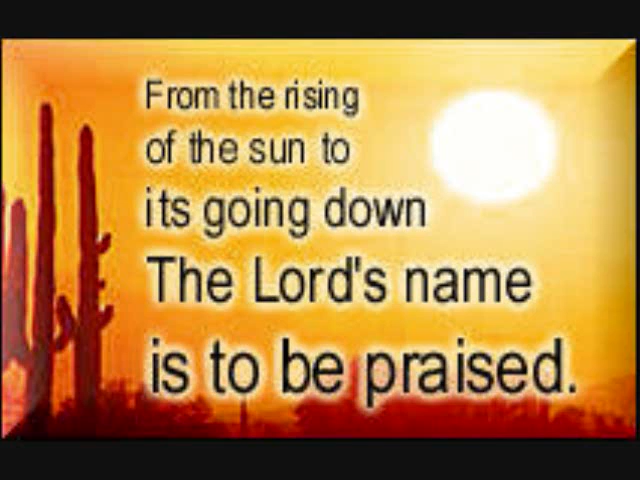 From the rising
of the sun to
its going down
The Lord's name
is to be praised.